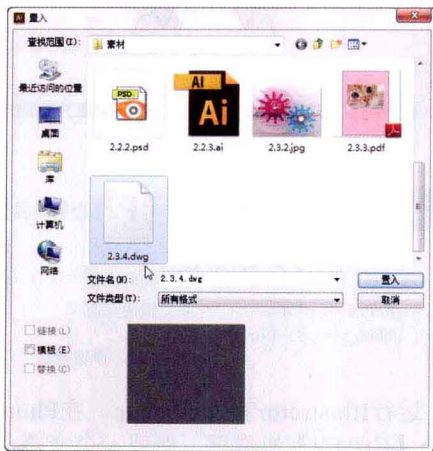 置入
查找范围(I):
素材
最近访问的位置
桌面
库
计算机
网络
PSD
AI
Ai
2.2.2.psd
2.2.3.ai
2.3.2.jpg
2.3.3.pdf
2.3.4.dwg
文件名(N):
2.3.4.dwg
置入
文件类型(T):
所有格式
取消
链接(L)
模板(E)
替换(C)